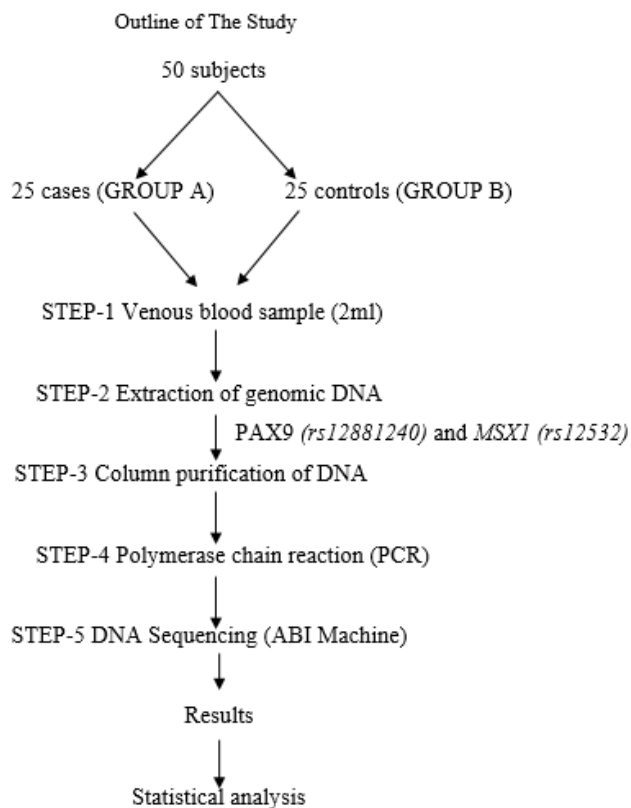 Outline of The Study
50 subjects
25 cases (GROUP A)
25 controls (GROUP B)
STEP-1 Venous blood sample (2ml)
STEP-2 Extraction of genomic DNA
PAX9 (rs12881240) and MSX1 (rs12532)
STEP-3 Column purification of DNA
STEP-4 Polymerase chain reaction (PCR)
STEP-5 DNA Sequencing (ABI Machine)
Results
Statistical analysis